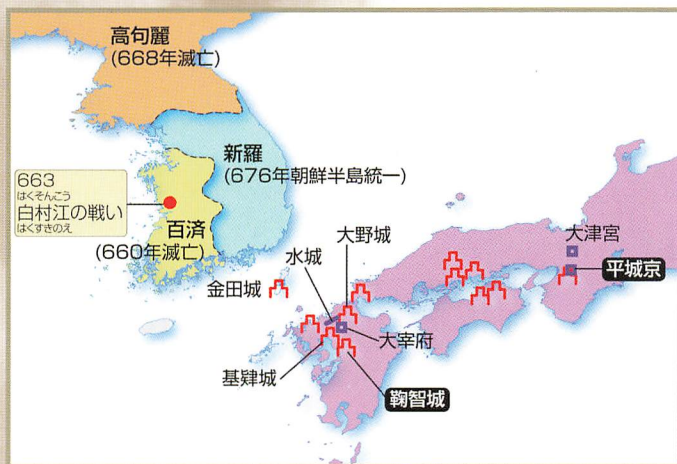 高句麗
(668年滅亡)
新羅
(676年朝鮮半島統一)
663
はくそんこう
白村江の戦い
はくすきのえ
百済
(660年滅亡)
大野城
水城
金田城
大津宮
平城京
大宰府
基肄城
鞠智城